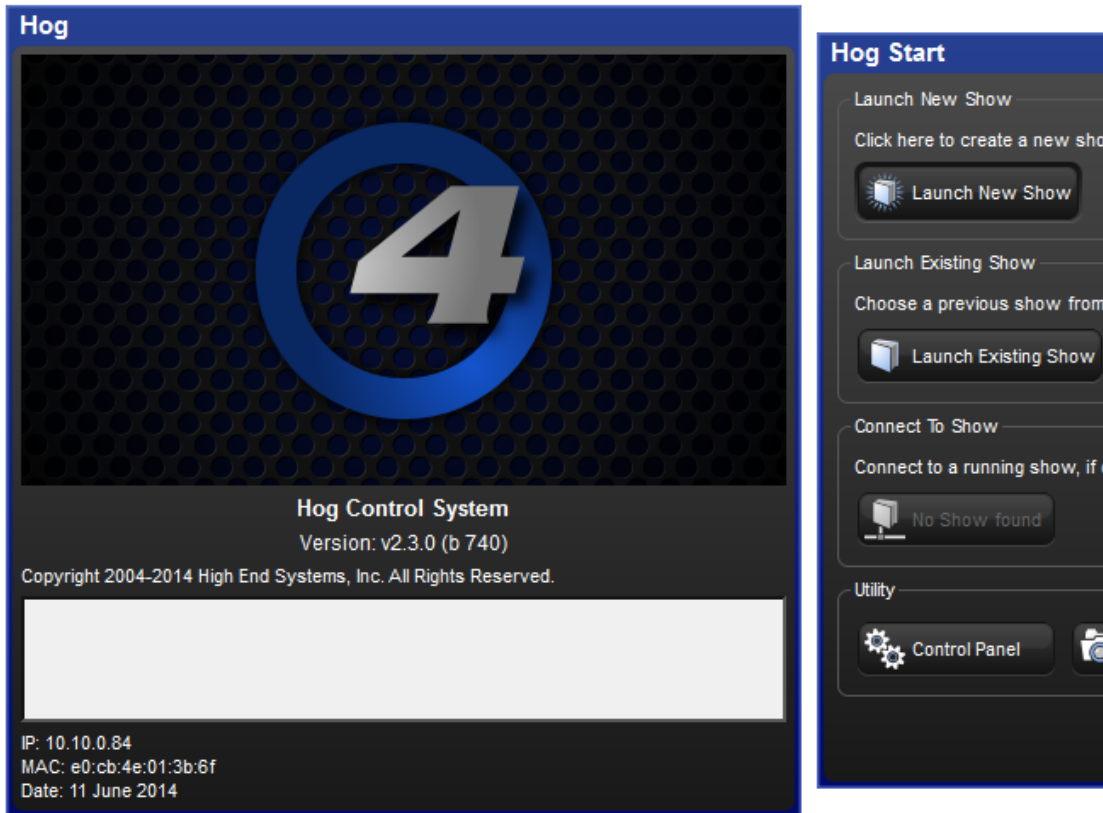 Hog
4
Hog Control System
Version: v2.3.0 (b 740)
Copyright 2004-2014 High End Systems, Inc. All Rights Reserved.
IP: 10.10.0.84
MAC: e0:cb:4e:01:3b:6f
Date: 11 June 2014
Hog Start
Launch New Show
Click here to create a new sho
Launch New Show
Launch Existing Show
Choose a previous show from
Launch Existing Show
Connect To Show
Connect to a running show, if
No Show found
Utility
Control Panel